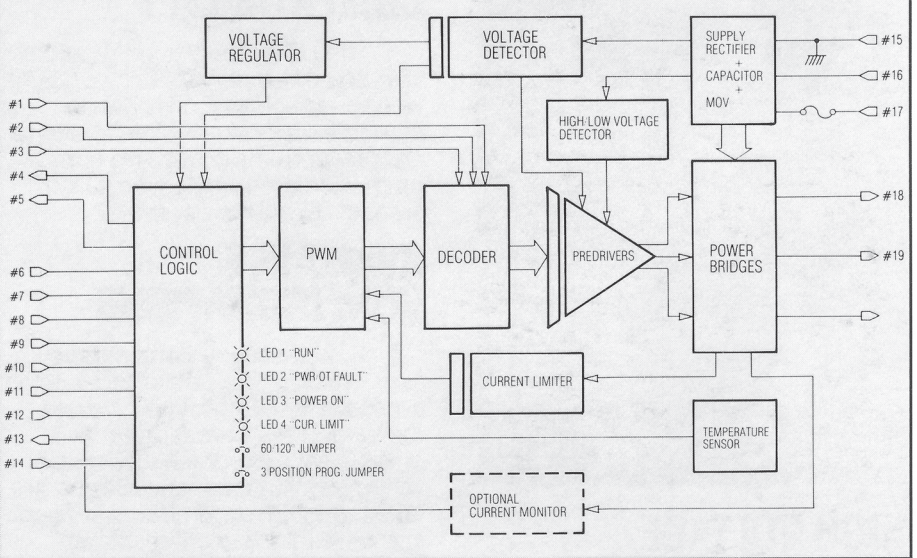 VOLTAGE
REGULATOR
VOLTAGE
DETECTOR
SUPPLY
RECTIFIER
+
CAPACITOR
+
MOV
#15
#16
#17
HIGH/LOW VOLTAGE
DETECTOR
#1
#2
#3
#4
#5
#6
#7
#8
#9
#10
#11
#12
#13
#14
CONTROL
LOGIC
PWM
DECODER
PREDRIVERS
POWER
BRIDGES
#18
#19
LED 1 "RUN"
LED 2 "PWR OT FAULT"
LED 3 "POWER ON"
LED 4 "CUR. LIMIT"
60 120° JUMPER
3 POSITION PROG. JUMPER
CURRENT LIMITER
TEMPERATURE
SENSOR
OPTIONAL
CURRENT MONITOR